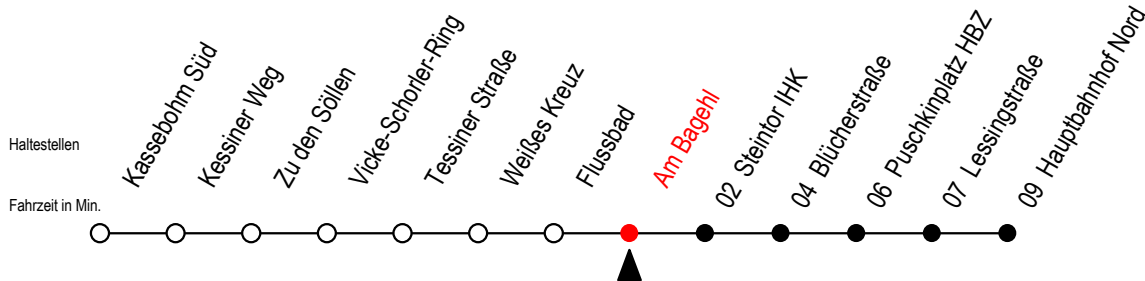 Haltestellen
Fahrzeit in Min.
Kassebohm Süd
Kessiner Weg
Zu den Söllen
Vicke-Schorler-Ring
Tessiner Straße
Weißes Kreuz
Flussbad
Am Bagehl
02 Steintor IHK
04 Blücherstraße
06 Puschkinplatz HBZ
07 Lessingstraße
09 Hauptbahnhof Nord